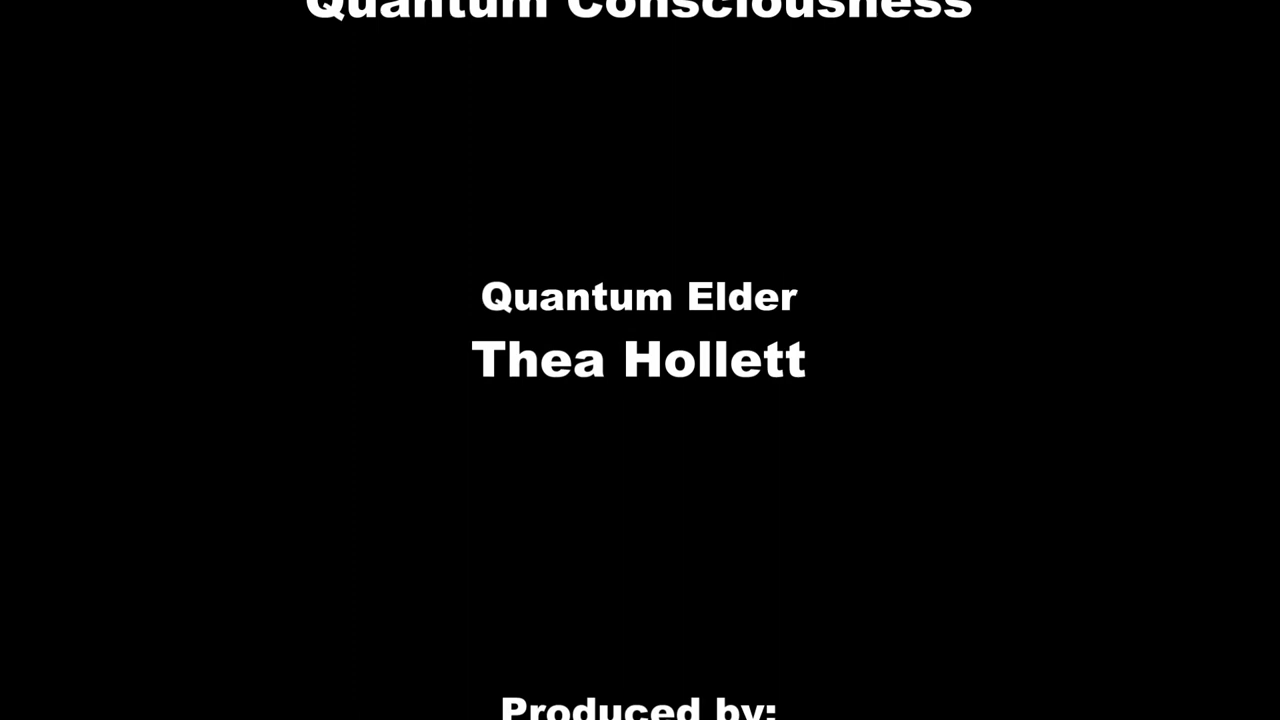 Quantum Consciousness
Quantum Elder
Thea Hollett
Produced by: